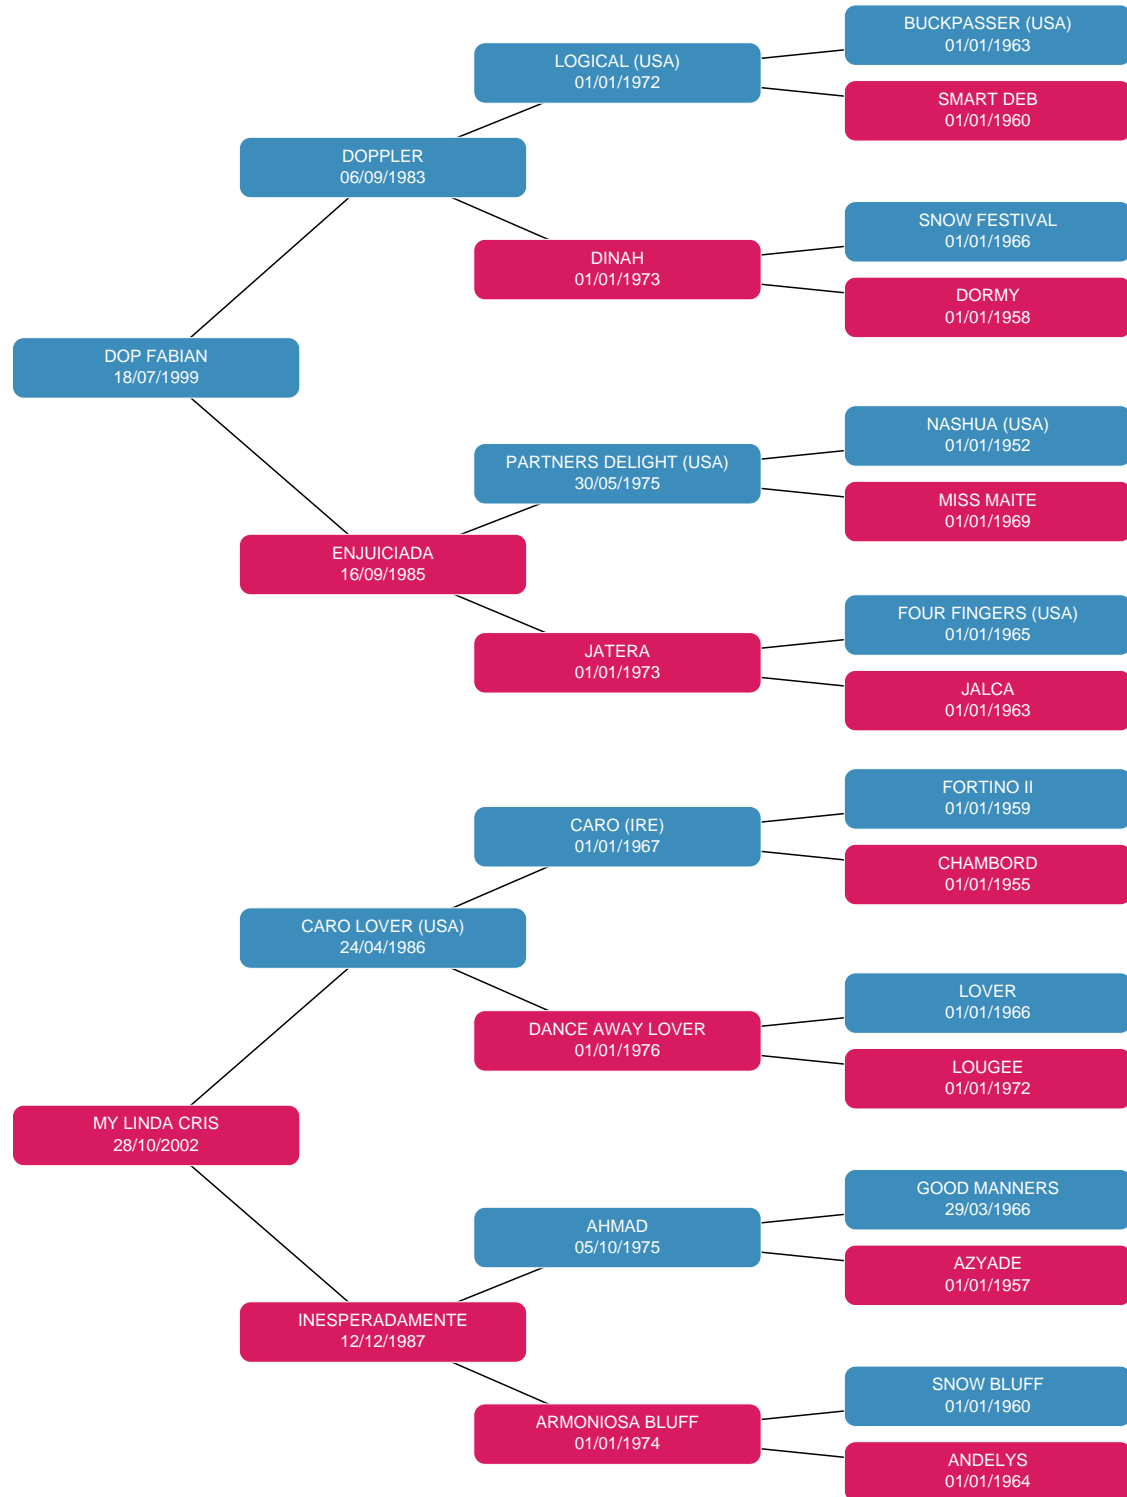 BUCKPASSER (USA)
01/01/1963
LOGICAL (USA)
01/01/1972
SMART DEB
01/01/1960
DOPPLER
06/09/1983
SNOW FESTIVAL
01/01/1966
DINAH
01/01/1973
DORMY
01/01/1958
DOP FABIAN
18/07/1999
NASHUA (USA)
01/01/1952
PARTNERS DELIGHT (USA)
30/05/1975
MISS MAITE
01/01/1969
ENJUICIADA
16/09/1985
FOUR FINGERS (USA)
01/01/1965
JATERA
01/01/1973
JALCA
01/01/1963
FORTINO II
01/01/1959
CARO (IRE)
01/01/1967
CHAMBORD
01/01/1955
CARO LOVER (USA)
24/04/1986
LOVER
01/01/1966
DANCE AWAY LOVER
01/01/1976
LOUGEE
01/01/1972
MY LINDA CRIS
28/10/2002
GOOD MANNERS
29/03/1966
AHMAD
05/10/1975
AZYADE
01/01/1957
INESPERADAMENTE
12/12/1987
SNOW BLUFF
01/01/1960
ARMONIOSA BLUFF
01/01/1974
ANDELYS
01/01/1964